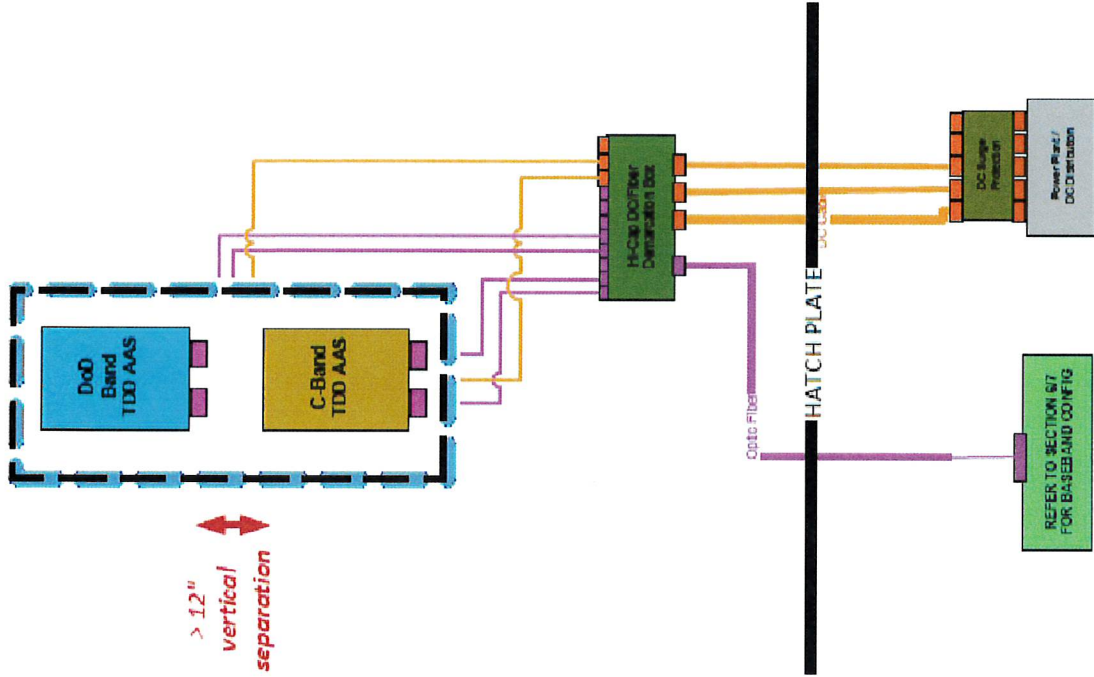 DoD
Band
TDD AAS
C-Band
TDD AAS
> 12"
vertical
separation
Hi-Cap DC/Fiber
Demarcation Box
Optic Fiber
DC Cable
HATCH PLATE
DC Surge
Protection
Power Plant /
DC Distribution
REFER TO SECTION 6/7
FOR BASEBAND CONFIG